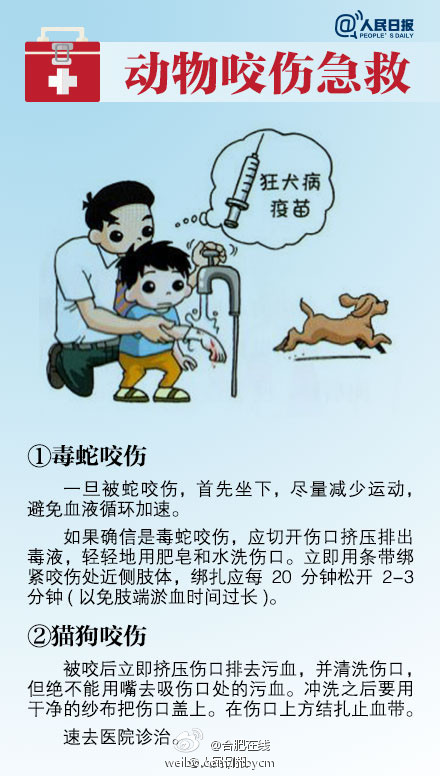 @人民日报
PEOPLE'S DAILY
动物咬伤急救
狂犬病
疫苗
①毒蛇咬伤
一旦被蛇咬伤，首先坐下，尽量减少运动，
避免血液循环加速。
如果确信是毒蛇咬伤，应切开伤口挤压排出
毒液，轻轻地用肥皂和水洗伤口。立即用条带绑
紧咬伤处近侧肢体，绑扎应每 20 分钟松开 2-3
分钟(以免肢端淤血时间过长)。
②猫狗咬伤
被咬后立即挤压伤口排去污血，并清洗伤口，
但绝不能用嘴去吸伤口处的污血。冲洗之后要用
干净的纱布把伤口盖上。在伤口上方结扎止血带。
速去医院诊治。
@合肥在线